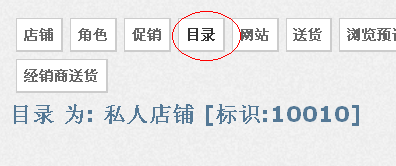 店铺 角色 促销 目录 网站 送货 浏览预
经销商送货
目录 为: 私人店铺 [标识:10010]